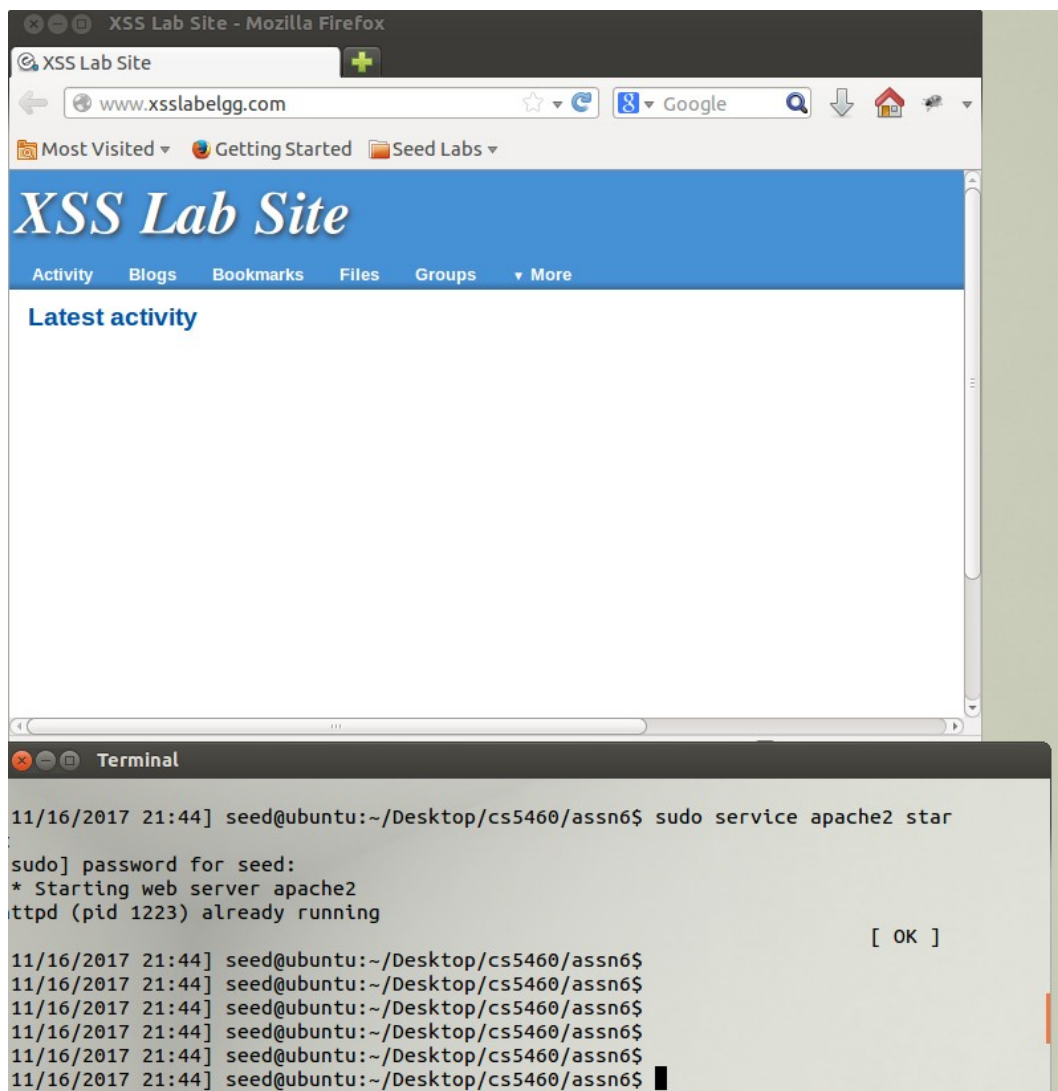 XSS Lab Site - Mozilla Firefox
XSS Lab Site
www.xsslabelgg.com
8 Google
Most Visited Getting Started Seed Labs
XSS Lab Site
Activity Blogs Bookmarks Files Groups More
Latest activity
Terminal
11/16/2017 21:44] seed@ubuntu:~/Desktop/cs5460/assn6$ sudo service apache2 star
sudo] password for seed:
* Starting web server apache2
ttpd (pid 1223) already running
[ OK ]
11/16/2017 21:44] seed@ubuntu:~/Desktop/cs5460/assn6$
11/16/2017 21:44] seed@ubuntu:~/Desktop/cs5460/assn6$
11/16/2017 21:44] seed@ubuntu:~/Desktop/cs5460/assn6$
11/16/2017 21:44] seed@ubuntu:~/Desktop/cs5460/assn6$
11/16/2017 21:44] seed@ubuntu:~/Desktop/cs5460/assn6$
11/16/2017 21:44] seed@ubuntu:~/Desktop/cs5460/assn6$